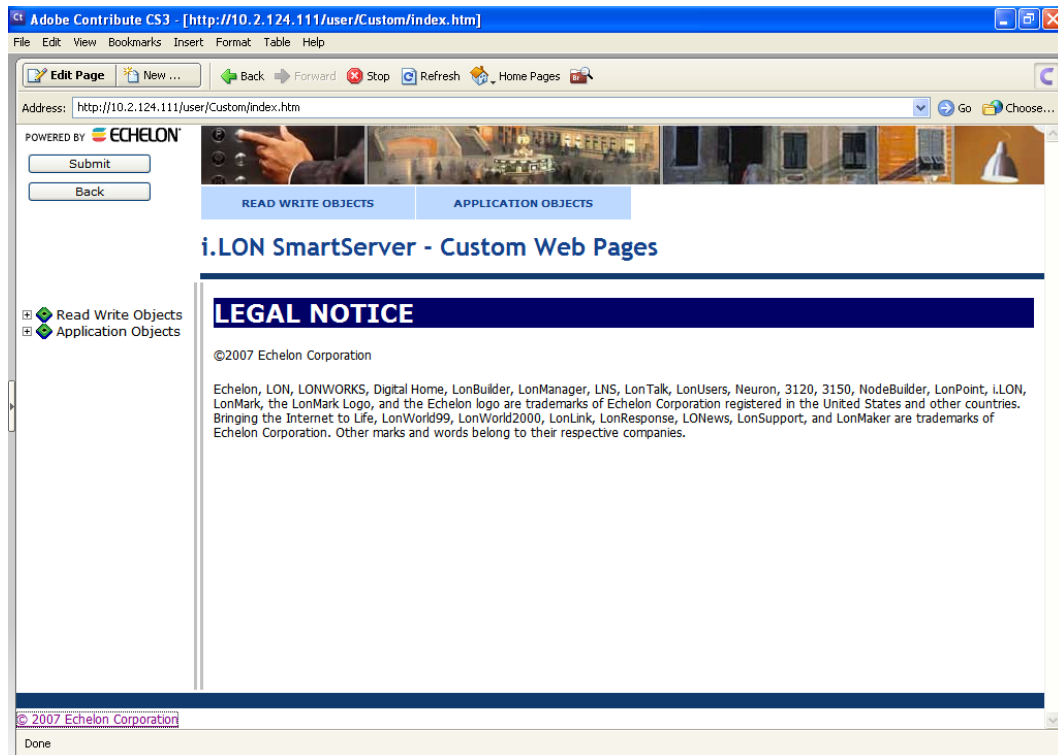 Adobe Contribute CS3 - [http://10.2.124.111/user/Custom/index.htm]
File Edit View Bookmarks Insert Format Table Help
Edit Page New ... Back Forward Stop Refresh Home Pages
Address: http://10.2.124.111/user/Custom/index.htm Go Choose...
POWERED BY ECHELON
Submit
Back
READ WRITE OBJECTS APPLICATION OBJECTS
i.LON SmartServer - Custom Web Pages
Read Write Objects
Application Objects
LEGAL NOTICE
©2007 Echelon Corporation
Echelon, LON, LONWORKS, Digital Home, LonBuilder, LonManager, LNS, LonTalk, LonUsers, Neuron, 3120, 3150, NodeBuilder, LonPoint, i.LON,
LonMark, the LonMark Logo, and the Echelon logo are trademarks of Echelon Corporation registered in the United States and other countries.
Bringing the Internet to Life, LonWorld99, LonWorld2000, LonLink, LonResponse, LONews, LonSupport, and LonMaker are trademarks of
Echelon Corporation. Other marks and words belong to their respective companies.
© 2007 Echelon Corporation
Done